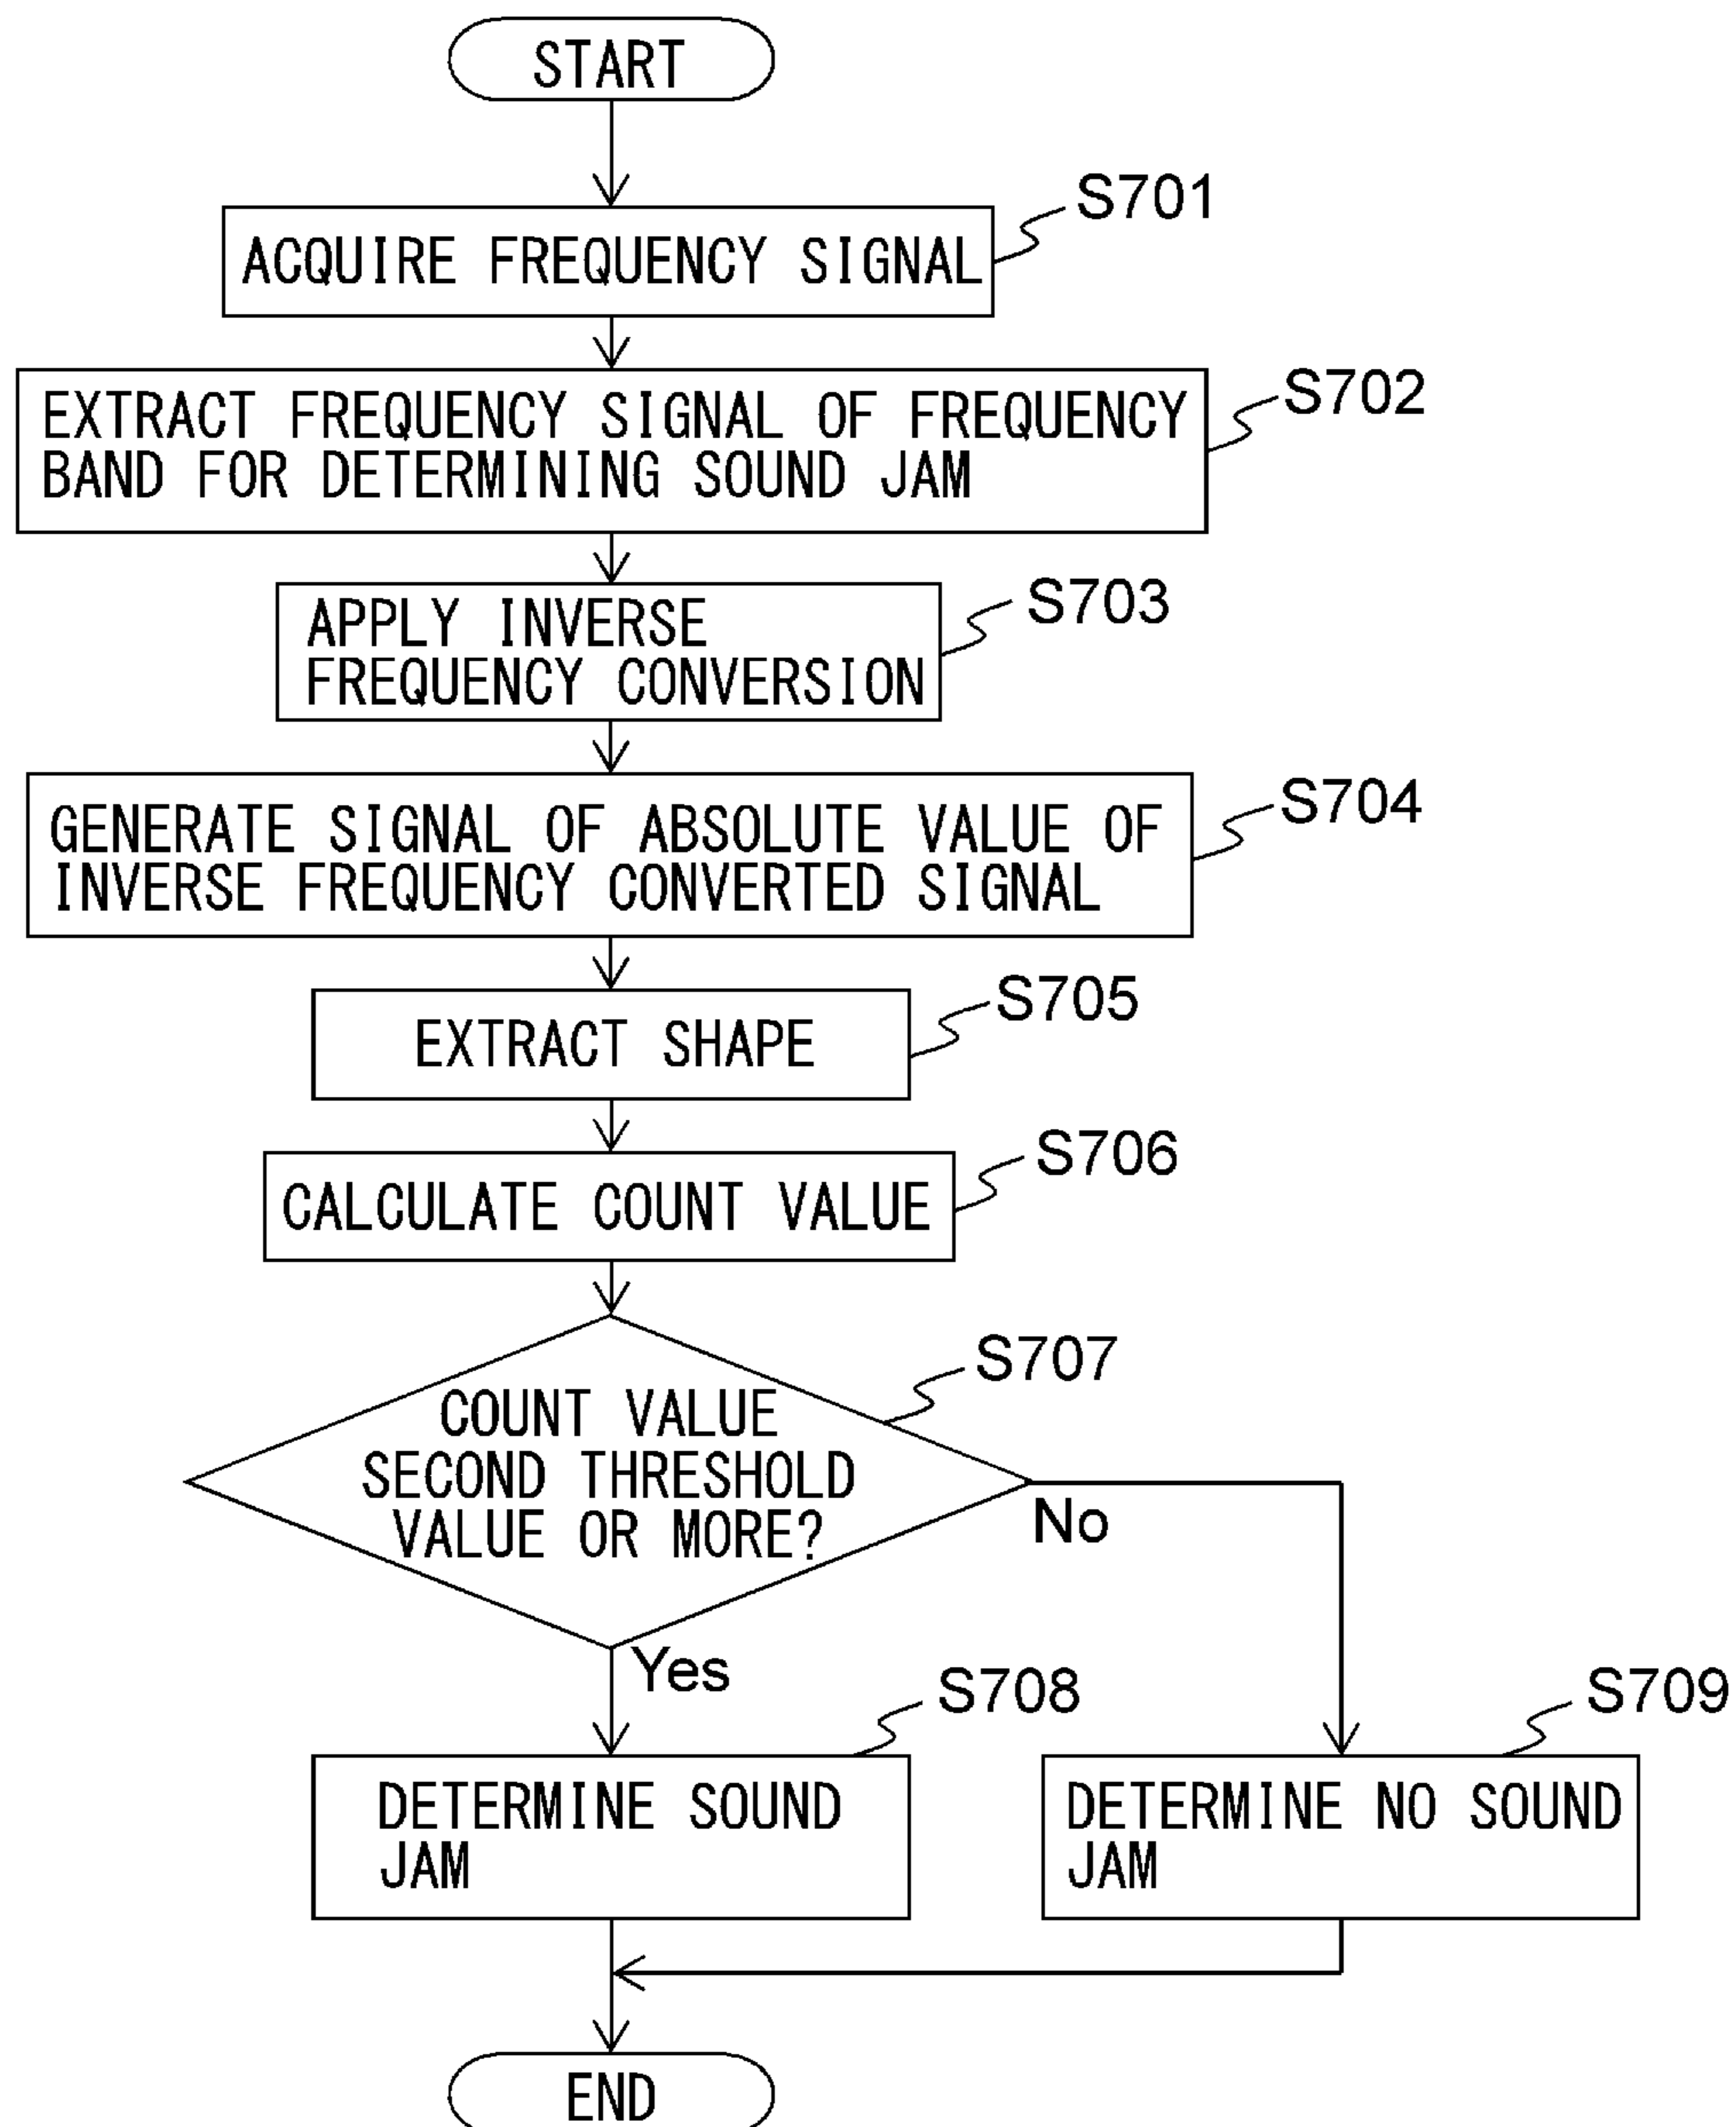 START
S701
ACQUIRE FREQUENCY SIGNAL
S702
EXTRACT FREQUENCY SIGNAL OF FREQUENCY
BAND FOR DETERMINING SOUND JAM
S703
APPLY INVERSE
FREQUENCY CONVERSION
S704
GENERATE SIGNAL OF ABSOLUTE VALUE OF
INVERSE FREQUENCY CONVERTED SIGNAL
S705
EXTRACT SHAPE
S706
CALCULATE COUNT VALUE
S707
COUNT VALUE
SECOND THRESHOLD
VALUE OR MORE?
No
Yes
S708
DETERMINE SOUND
JAM
S709
DETERMINE NO SOUND
JAM
END